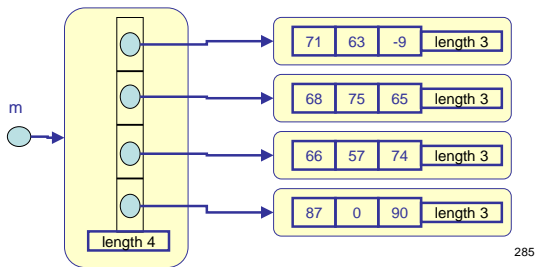 71 63 -9 length 3
68 75 65 length 3
m
66 57 74 length 3
87 0 90 length 3
length 4
285